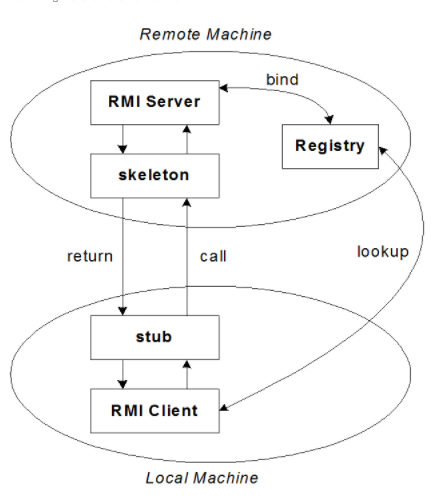 Remote Machine
bind
RMI Server
Registry
skeleton
return
call
lookup
stub
RMI Client
Local Machine